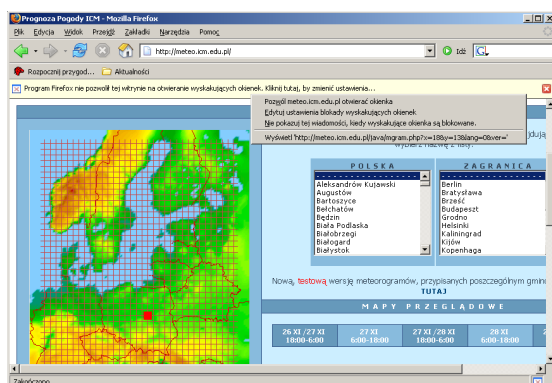 Prognoza Pogody ICM - Mozilla Firefox
Plik Edycja Widok Przejdź Zakładki Narzędzia Pomoc
http://meteo.icm.edu.pl/
Idź
G
Rozpocznij przygod... Aktualności
Program Firefox nie pozwolił tej witrynie na otwieranie wyskakujących okienek. Kliknij tutaj, by zmienić ustawienia...
Pozwól meteo.icm.edu.pl otwierać okienka
Edytuj ustawienia blokady wyskakujących okienek
Nie pokazuj tej wiadomości, kiedy wyskakujące okienka są blokowane.
Wyświetl 'http://meteo.icm.edu.pl/java/mgram.php?x=18&y=13&lang=0&ver='
wybierz nazwę z listy.
POLSKA ZAGRANICA
Aleksandrów Kujawski
Augustów
Bartoszyce
Bełchatów
Będzin
Biała Podlaska
Białobrzegi
Białogard
Białystok
Berlin
Bratysława
Brześć
Budapeszt
Grodno
Helsinki
Kaliningrad
Kijów
Kopenhaga
Nową, testową wersję meteorogramów, przypisanych poszczególnym gmin
TUTAJ
MAPY PRZEGLĄDOWE
26 XI /27 XI 27 XI 27 XI /28 XI 28 XI
18:00-6:00 6:00-18:00 18:00-6:00 6:00-18:00
Zakończono